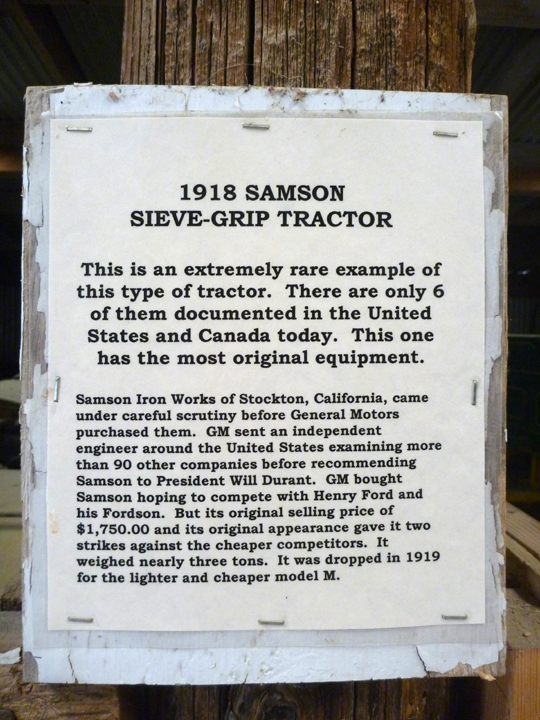 1918 SAMSON
SIEVE-GRIP TRACTOR
This is an extremely rare example of
this type of tractor. There are only 6
of them documented in the United
States and Canada today. This one
has the most original equipment.
Samson Iron Works of Stockton, California, came
under careful scrutiny before General Motors
purchased them. GM sent an independent
engineer around the United States examining more
than 90 other companies before recommending
Samson to President Will Durant. GM bought
Samson hoping to compete with Henry Ford and
his Fordson. But its original selling price of
$1,750.00 and its original appearance gave it two
strikes against the cheaper competitors. It
weighed nearly three tons. It was dropped in 1919
for the lighter and cheaper model M.